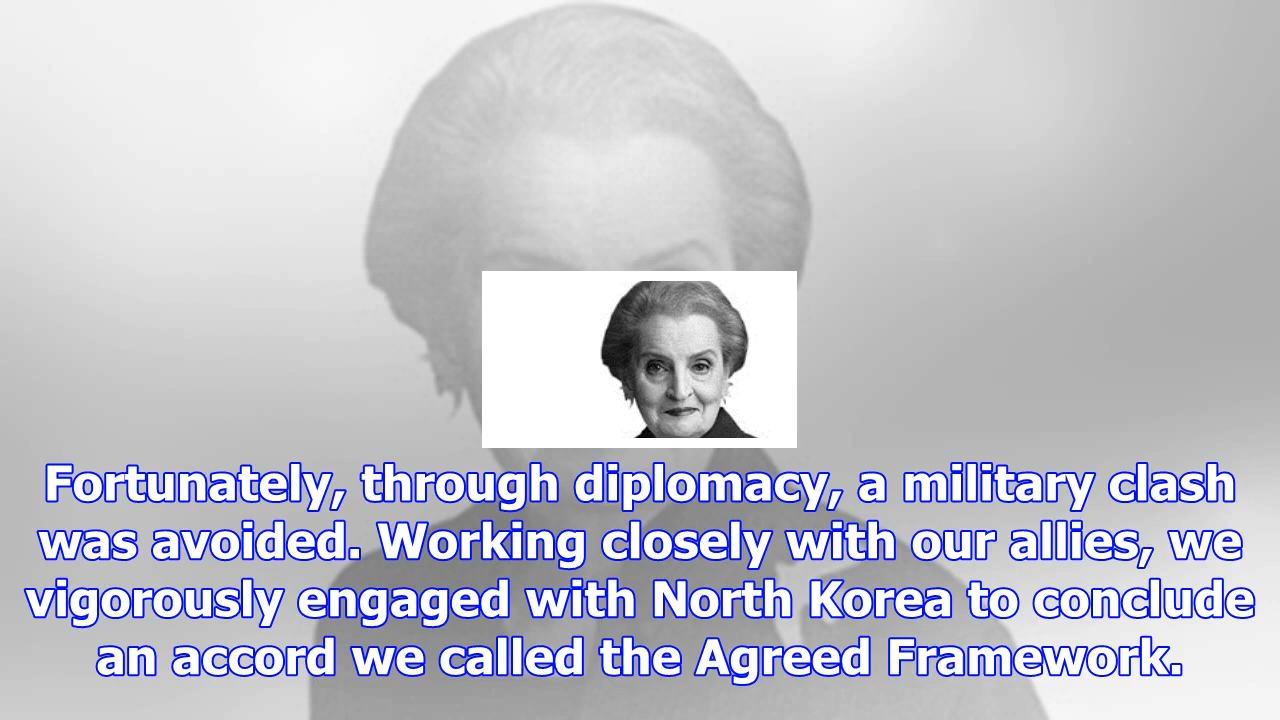 Fortunately, through diplomacy, a military clash
was avoided. Working closely with our allies, we
vigorously engaged with North Korea to conclude
an accord we called the Agreed Framework.